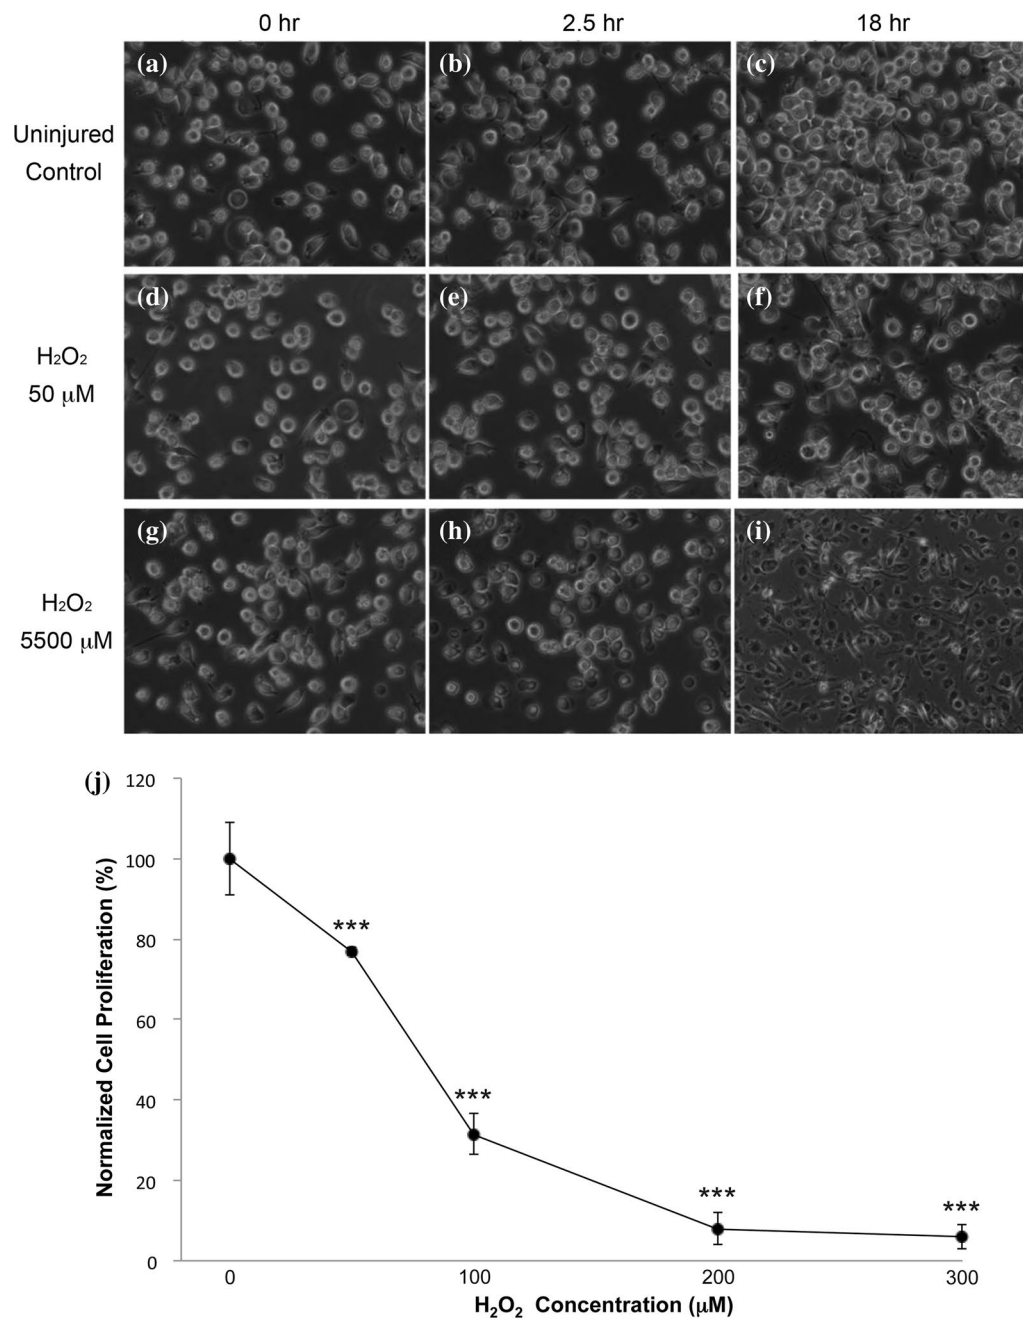 0 hr 2.5 hr 18 hr
(a) (b) (c)
Uninjured
Control
(d) (e) (f)
H₂O₂
50 μM
(g) (h) (i)
H₂O₂
5500 μM
(j)
Normalized Cell Proliferation (%)
120
100
80
60
40
20
0
***
***
***
***
0 100 200 300
H₂O₂ Concentration (μM)